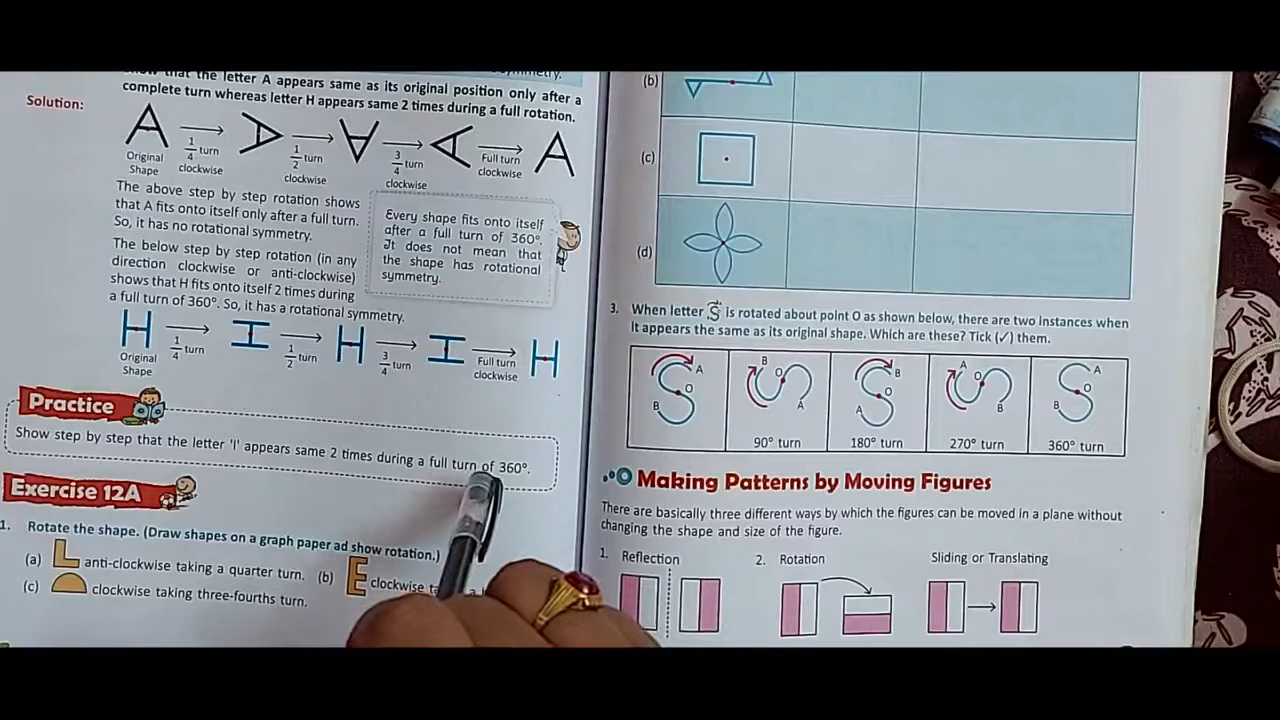 symmetry.
that the letter A appears same as its original position only after a
complete turn whereas letter H appears same 2 times during a full rotation.
Solution:
A A A A A
Original
Shape
1/4 turn
clockwise
1/2 turn
clockwise
3/4 turn
clockwise
Full turn
clockwise
The above step by step rotation shows
that A fits onto itself only after a full turn.
So, it has no rotational symmetry.
The below step by step rotation (in any
direction clockwise or anti-clockwise)
shows that H fits onto itself 2 times during
a full turn of 360°. So, it has a rotational symmetry.
Every shape fits onto itself
after a full turn of 360°.
It does not mean that
the shape has rotational
symmetry.
H H H H H
Original
Shape
1/4 turn
1/2 turn
3/4 turn
Full turn
clockwise
Practice
Show step by step that the letter 'I' appears same 2 times during a full turn of 360°.
Exercise 12A
1. Rotate the shape. (Draw shapes on a graph paper ad show rotation.)
(a) L anti-clockwise taking a quarter turn. (b) E clockwise
(c) clockwise taking three-fourths turn.
(b)
(c)
(d)
3. When letter S is rotated about point O as shown below, there are two instances when
It appears the same as its original shape. Which are these? Tick (✓) them.
A O B
B O A
90° turn
B O A
180° turn
A O B
270° turn
A O B
360° turn
Making Patterns by Moving Figures
There are basically three different ways by which the figures can be moved in a plane without
changing the shape and size of the figure.
1. Reflection
2. Rotation
Sliding or Translating